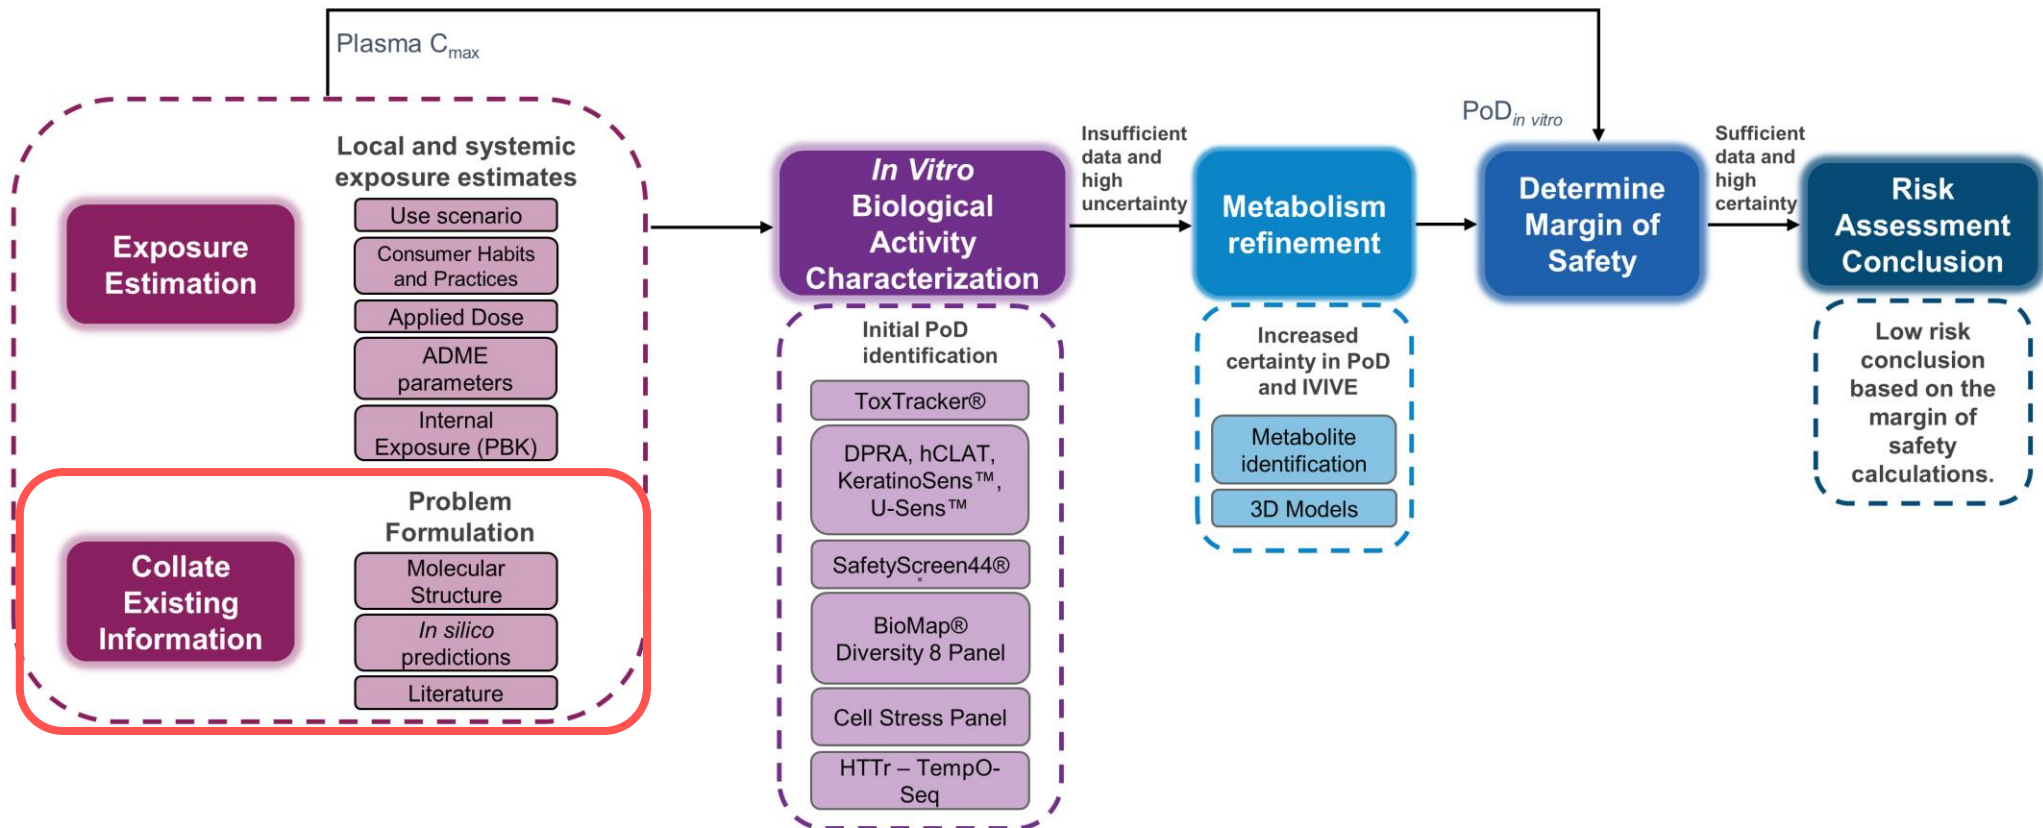 Plasma Cmax
Local and systemic
exposure estimates
Exposure
Estimation
Use scenario
Consumer Habits
and Practices
Applied Dose
ADME
parameters
Internal
Exposure (PBK)
Problem
Formulation
Collate
Existing
Information
Molecular
Structure
In silico
predictions
Literature
In Vitro
Biological
Activity
Characterization
Initial PoD
identification
ToxTracker®
DPRA, hCLAT,
KeratinoSens™,
U-Sens™
SafetyScreen44®
BioMap®
Diversity 8 Panel
Cell Stress Panel
HTTr – TempO-
Seq
Insufficient
data and
high
uncertainty
Metabolism
refinement
Increased
certainty in PoD
and IVIVE
Metabolite
identification
3D Models
PoDin vitro
Determine
Margin of
Safety
Sufficient
data and
high
certainty
Risk
Assessment
Conclusion
Low risk
conclusion
based on the
margin of
safety
calculations.